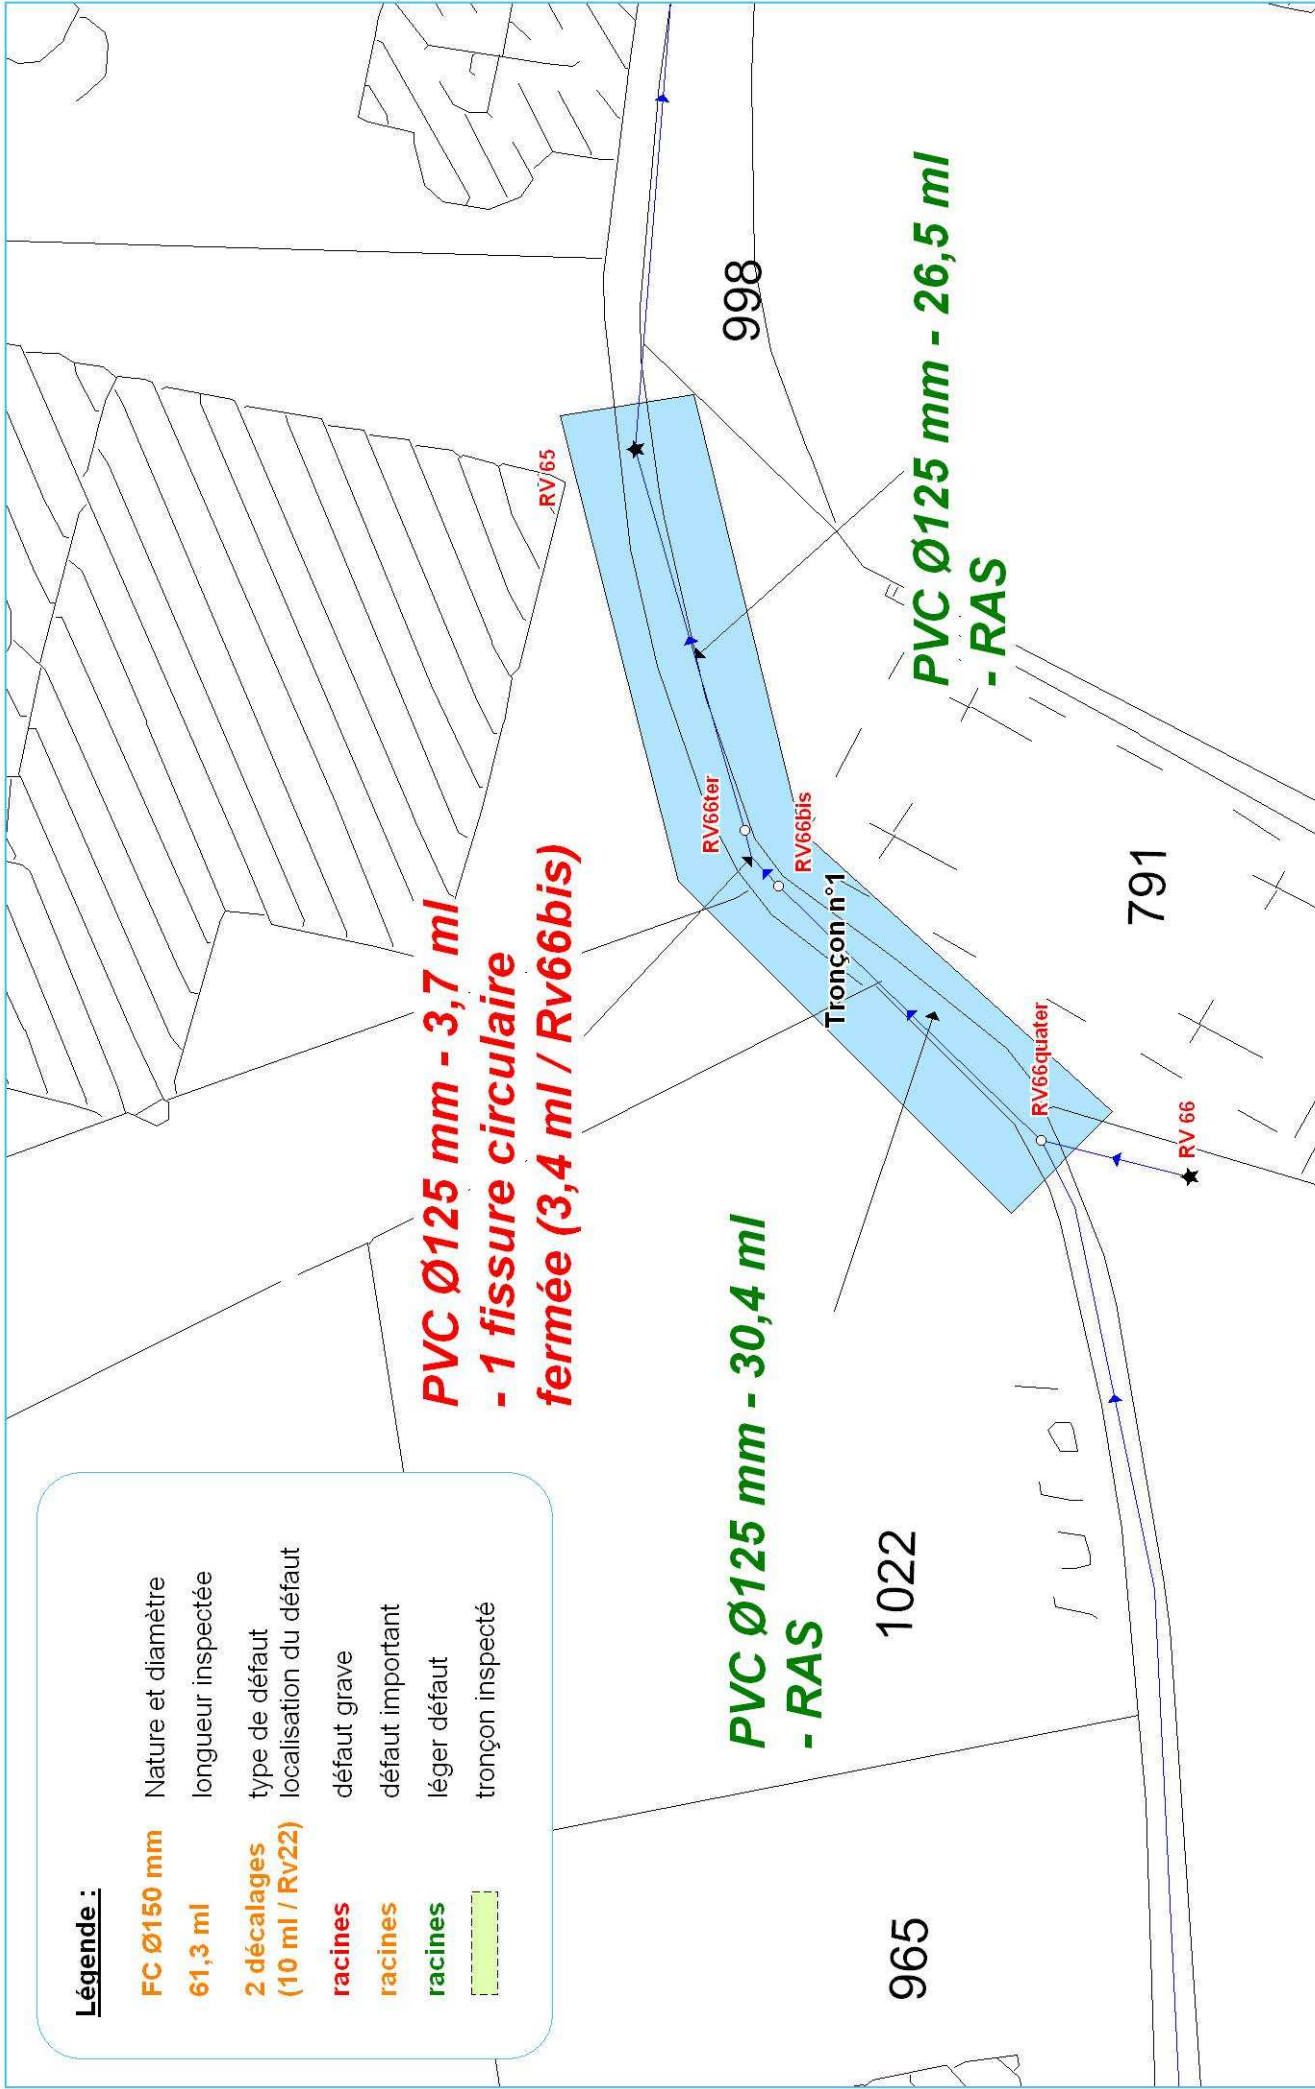 Légende :
FC Ø150 mm Nature et diamètre
61,3 ml longueur inspectée
2 décalages type de défaut
(10 ml / Rv22) localisation du défaut
racines défaut grave
racines défaut important
racines léger défaut
tronçon inspecté
PVC Ø125 mm - 3,7 ml
- 1 fissure circulaire
fermée (3,4 ml / Rv66bis)
RV 65
RV66ter
RV66bis
Tronçon n°1
RV66quater
RV 66
PVC Ø125 mm - 30,4 ml
- RAS
PVC Ø125 mm - 26,5 ml
- RAS
998
791
1022
965